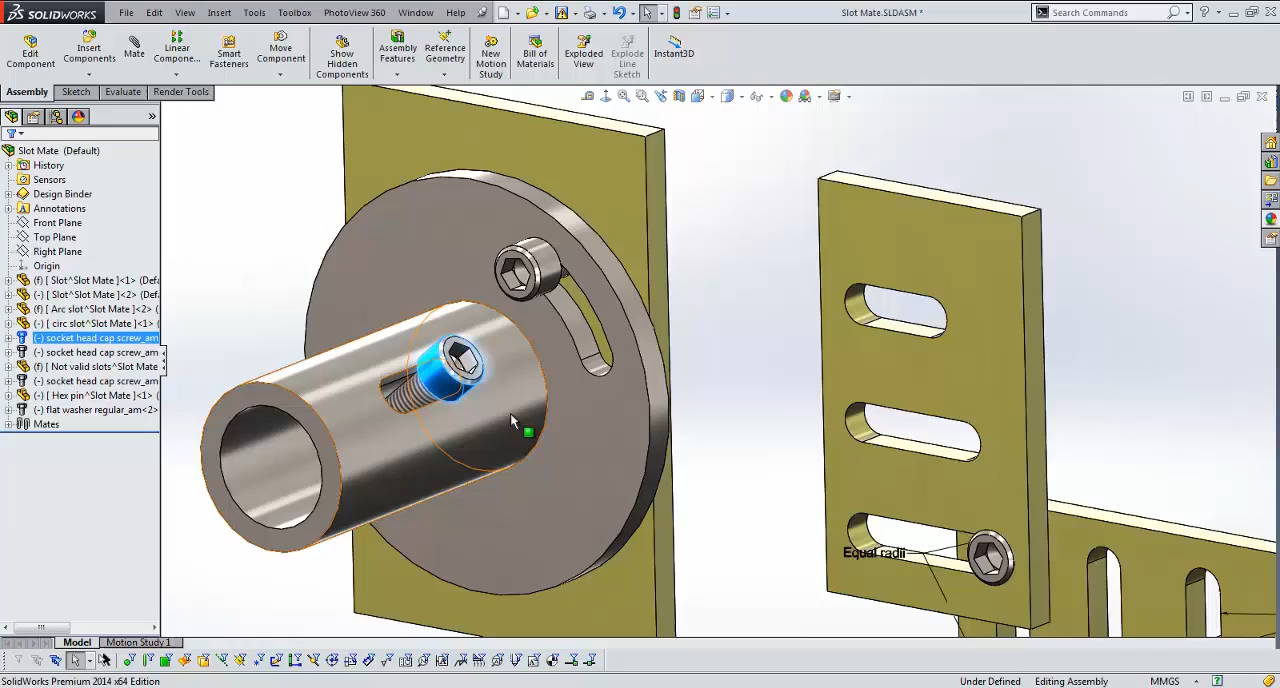 SOLIDWORKS File Edit View Insert Tools Toolbox PhotoView 360 Window Help Slot Mate.SLDASM * Search Commands
Edit Component Insert Components Mate Linear Compone... Smart Fasteners Move Component Show Hidden Components Assembly Features Reference Geometry New Motion Study Bill of Materials Exploded View Explode Line Sketch Instant3D
Assembly Sketch Evaluate Render Tools
Slot Mate (Default)
History
Sensors
Design Binder
Annotations
Front Plane
Top Plane
Right Plane
Origin
(f) [ Slot^Slot Mate ]<1> (Defa
(-) [ Slot^Slot Mate ]<2> (Defa
(f) [ Arc slot^Slot Mate ]<2> (
(-) [ circ slot^Slot Mate ]<1> (
(-) socket head cap screw_am
(-) socket head cap screw_am
(f) [ Not valid slots^Slot Mate
(-) socket head cap screw_am
(-) [ Hex pin^Slot Mate ]<1> (
(-) flat washer regular_am<2>
Mates
Equal radii
Model Motion Study 1
SolidWorks Premium 2014 x64 Edition Under Defined Editing Assembly MMGS